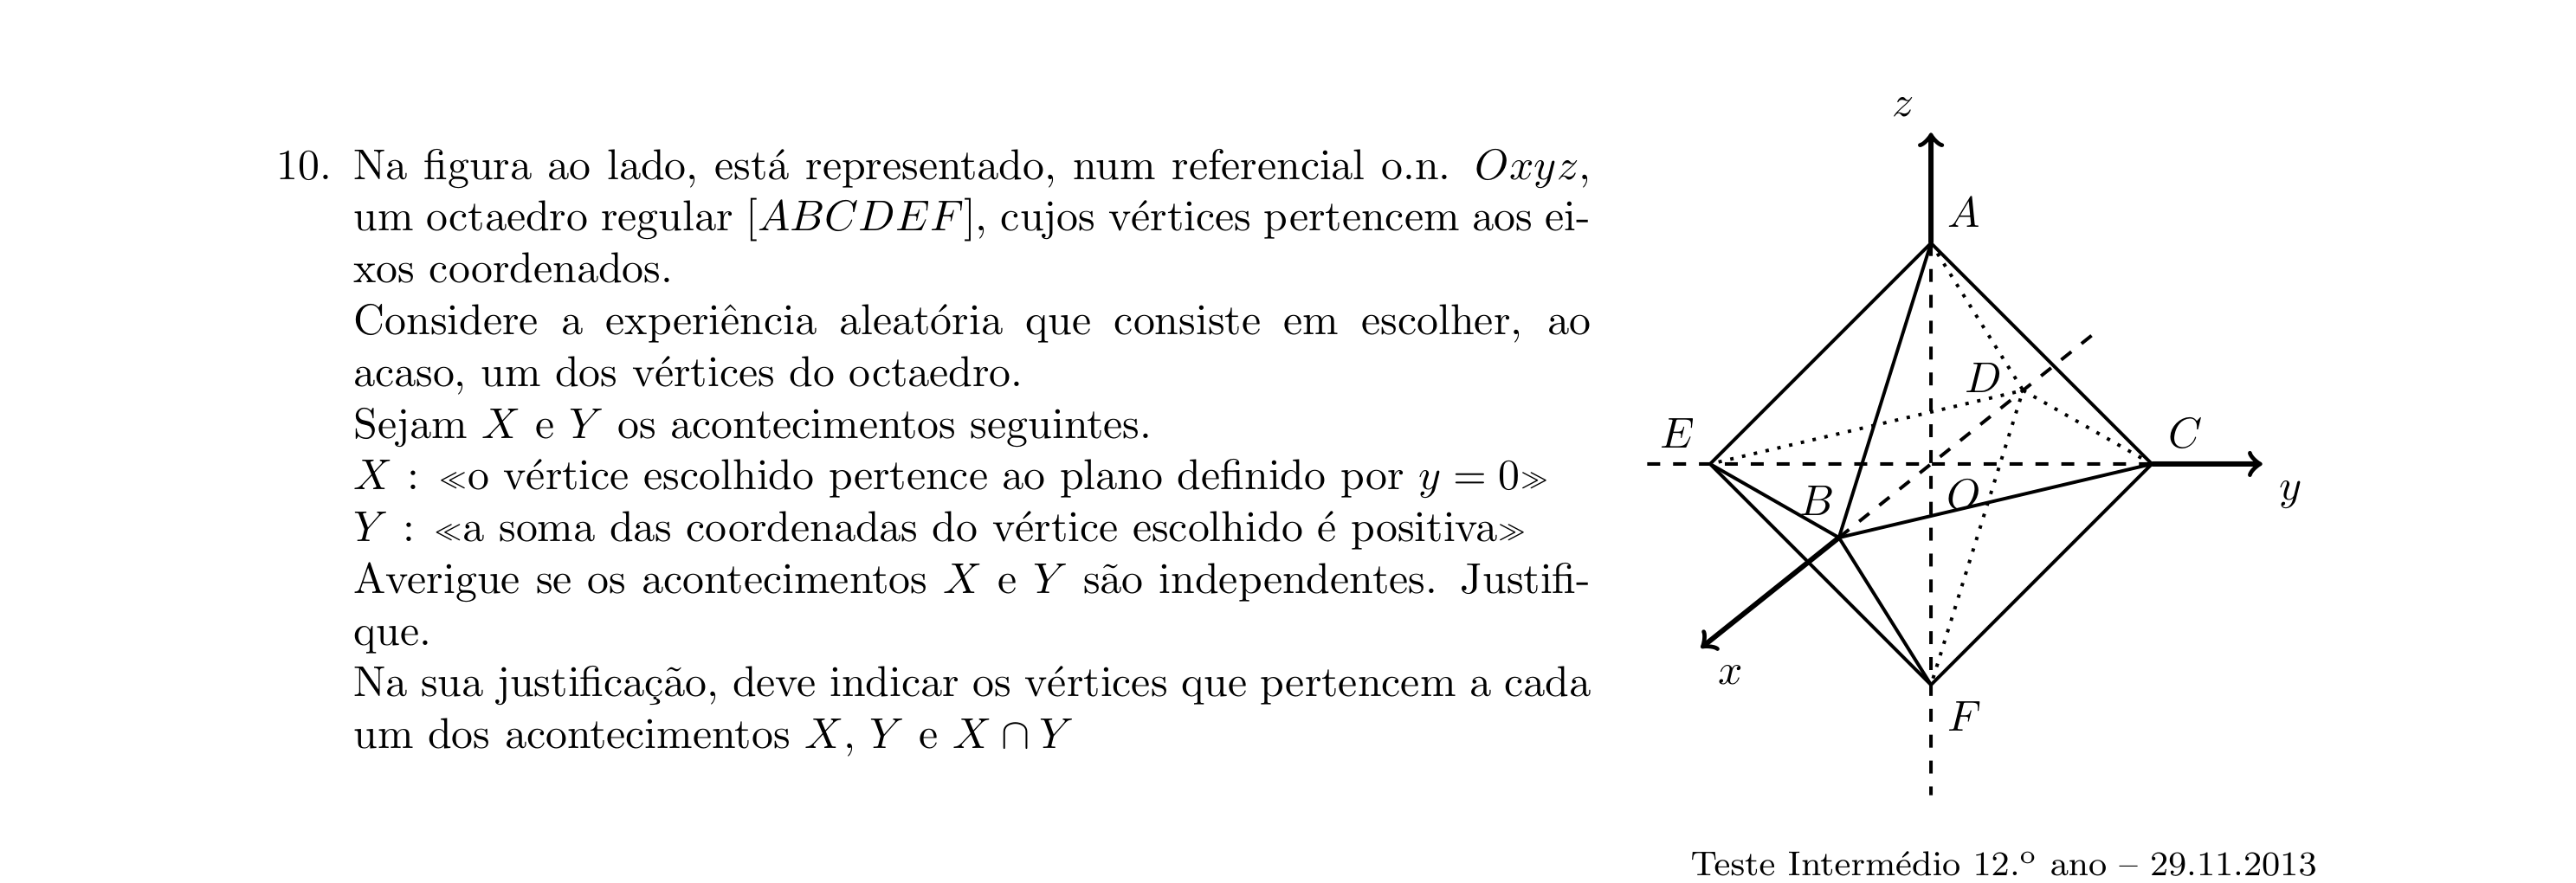 10. Na figura ao lado, está representado, num referencial o.n. Oxyz,
um octaedro regular [ABCDEF], cujos vértices pertencem aos ei-
xos coordenados.
Considere a experiência aleatória que consiste em escolher, ao
acaso, um dos vértices do octaedro.
Sejam X e Y os acontecimentos seguintes.
X : ≪o vértice escolhido pertence ao plano definido por y = 0≫
Y : ≪a soma das coordenadas do vértice escolhido é positiva≫
Averigue se os acontecimentos X e Y são independentes. Justifi-
que.
Na sua justificação, deve indicar os vértices que pertencem a cada
um dos acontecimentos X, Y e X ∩ Y
z
A
D
E
C
B
O
y
x
F
Teste Intermédio 12.º ano – 29.11.2013